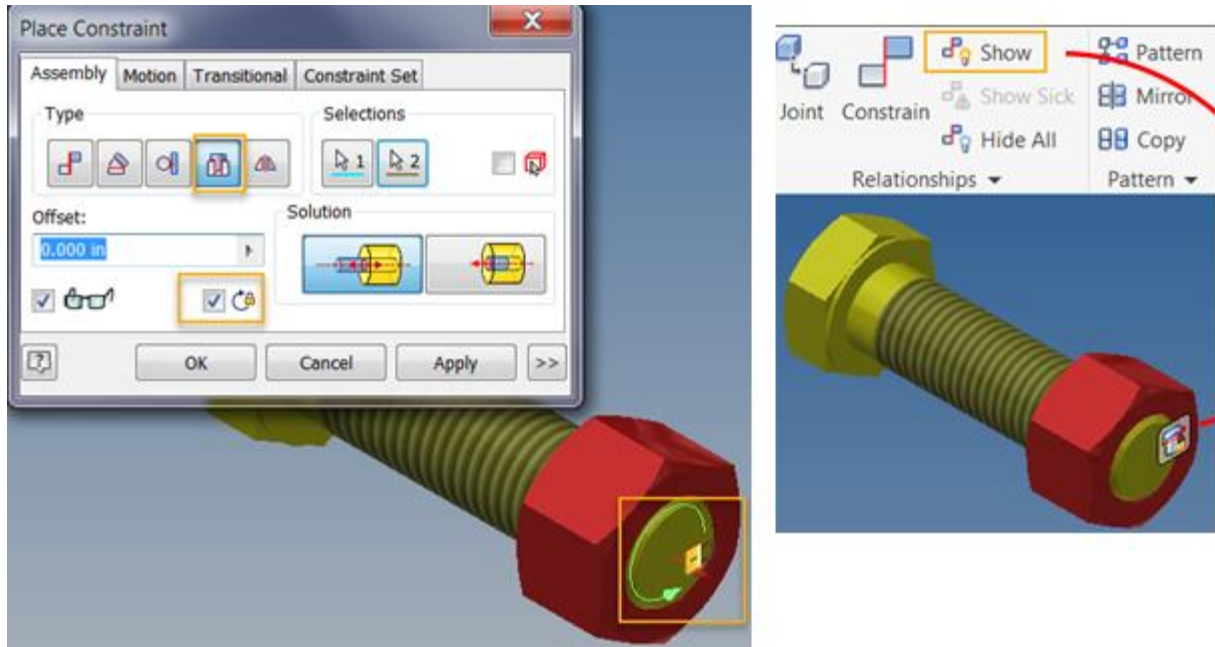 Place Constraint
Assembly Motion Transitional Constraint Set
Type
Selections
1 2
Offset:
Solution
0.000 in
OK Cancel Apply >>
Show Pattern
Joint Constrain Show Sick Mirror
Hide All Copy
Relationships Pattern